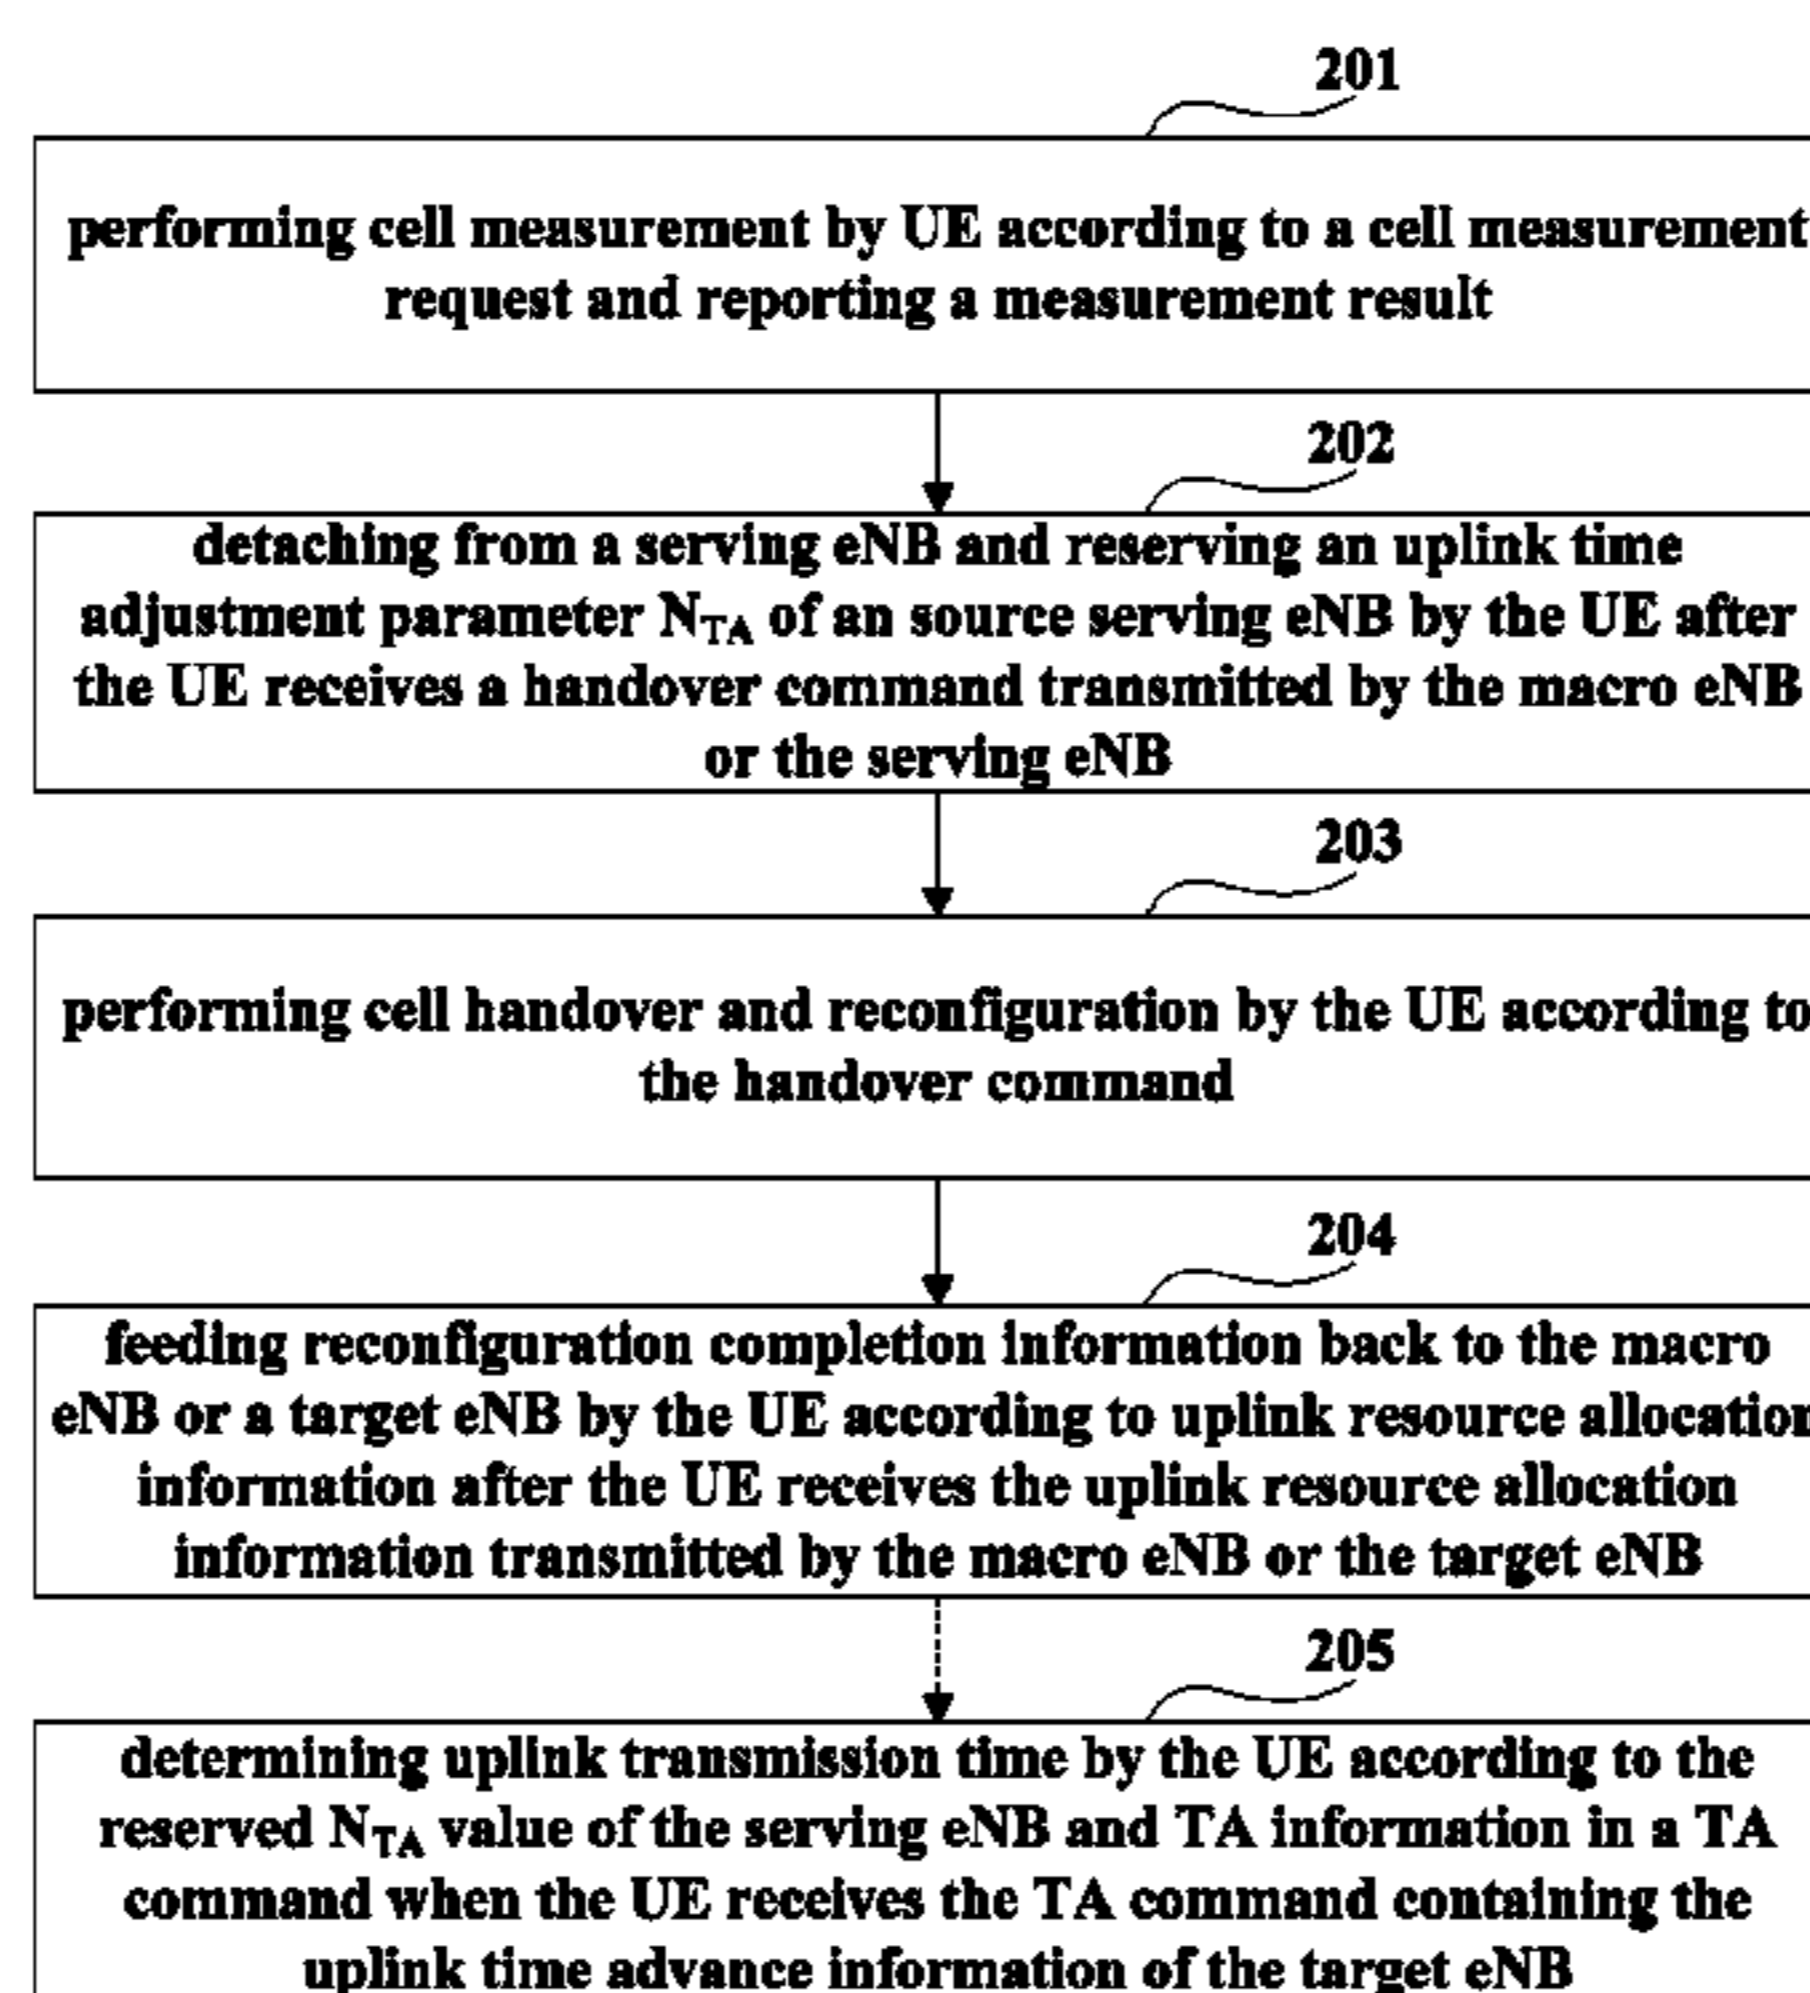 201
performing cell measurement by UE according to a cell measurement
request and reporting a measurement result
202
detaching from a serving eNB and reserving an uplink time
adjustment parameter NTA of an source serving eNB by the UE after
the UE receives a handover command transmitted by the macro eNB
or the serving eNB
203
performing cell handover and reconfiguration by the UE according to
the handover command
204
feeding reconfiguration completion information back to the macro
eNB or a target eNB by the UE according to uplink resource allocation
information after the UE receives the uplink resource allocation
information transmitted by the macro eNB or the target eNB
205
determining uplink transmission time by the UE according to the
reserved NTA value of the serving eNB and TA information in a TA
command when the UE receives the TA command containing the
uplink time advance information of the target eNB